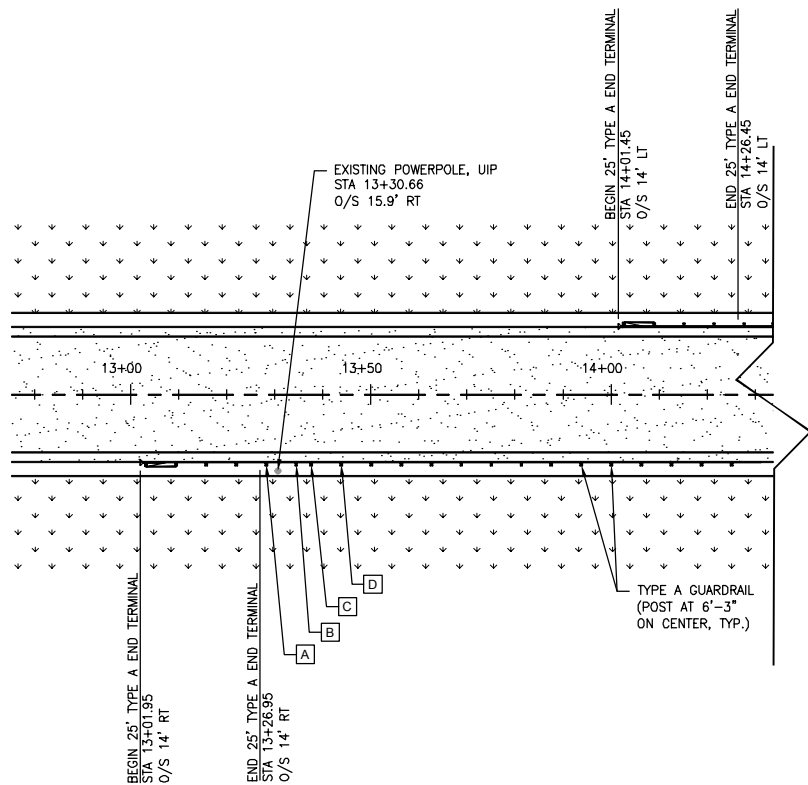 BEGIN 25' TYPE A END TERMINAL
STA 14+01.45
O/S 14' LT
END 25' TYPE A END TERMINAL
STA 14+26.45
O/S 14' LT
EXISTING POWERPOLE, UIP
STA 13+30.66
O/S 15.9' RT
13+00
13+50
14+00
D
C
B
A
TYPE A GUARDRAIL
(POST AT 6'-3"
ON CENTER, TYP.)
BEGIN 25' TYPE A END TERMINAL
STA 13+01.95
O/S 14' RT
END 25' TYPE A END TERMINAL
STA 13+26.95
O/S 14' RT